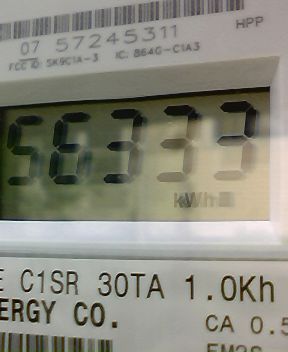 HPP
07 57245311
FCC ID: SK9C1A-3 IC: 864G-C1A3
56333
kWh
E C1SR 30TA 1.0Kh
ERGY CO.
CA 0.5